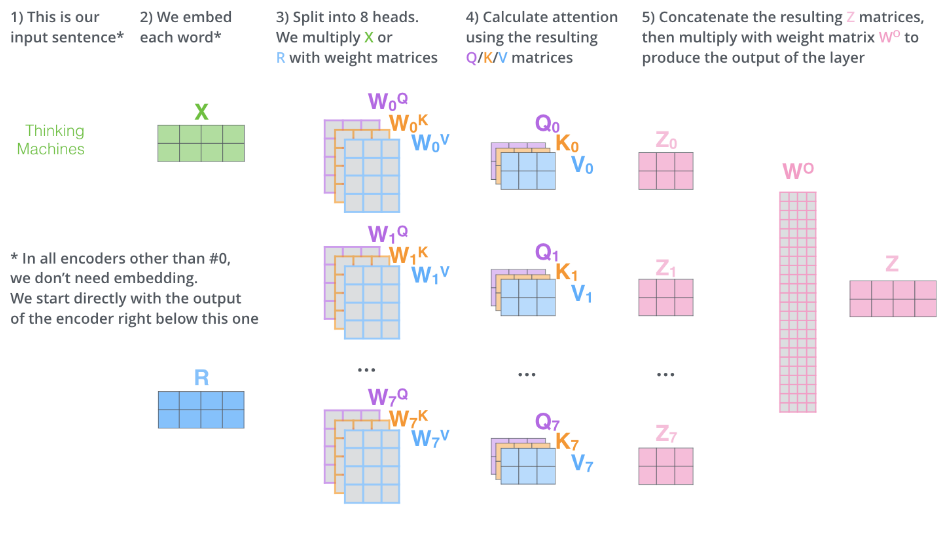 1) This is our
input sentence*
2) We embed
each word*
3) Split into 8 heads.
We multiply X or
R with weight matrices
4) Calculate attention
using the resulting
Q/K/V matrices
5) Concatenate the resulting Z matrices,
then multiply with weight matrix Wᴼ to
produce the output of the layer
Thinking
Machines
X
W₀Q
W₀K
W₀V
Q₀
K₀
V₀
Z₀
Wᴼ
* In all encoders other than #0,
we don’t need embedding.
We start directly with the output
of the encoder right below this one
W₁Q
W₁K
W₁V
Q₁
K₁
V₁
Z₁
Z
...
...
...
R
W₇Q
W₇K
W₇V
Q₇
K₇
V₇
Z₇